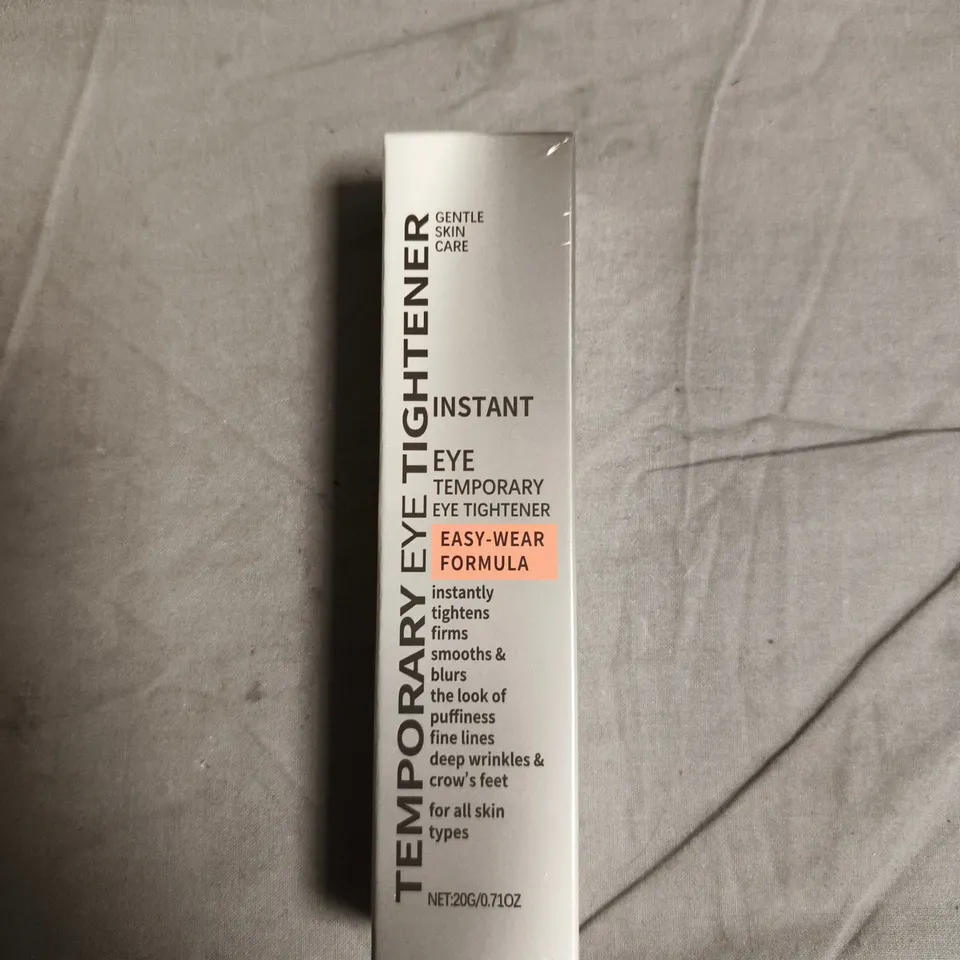 TEMPORARY EYE TIGHTENER
GENTLE
SKIN
CARE
INSTANT
EYE
TEMPORARY
EYE TIGHTENER
EASY-WEAR
FORMULA
instantly
tightens
firms
smooths &
blurs
the look of
puffiness
fine lines
deep wrinkles &
crow's feet
for all skin
types
NET:20G/0.71OZ